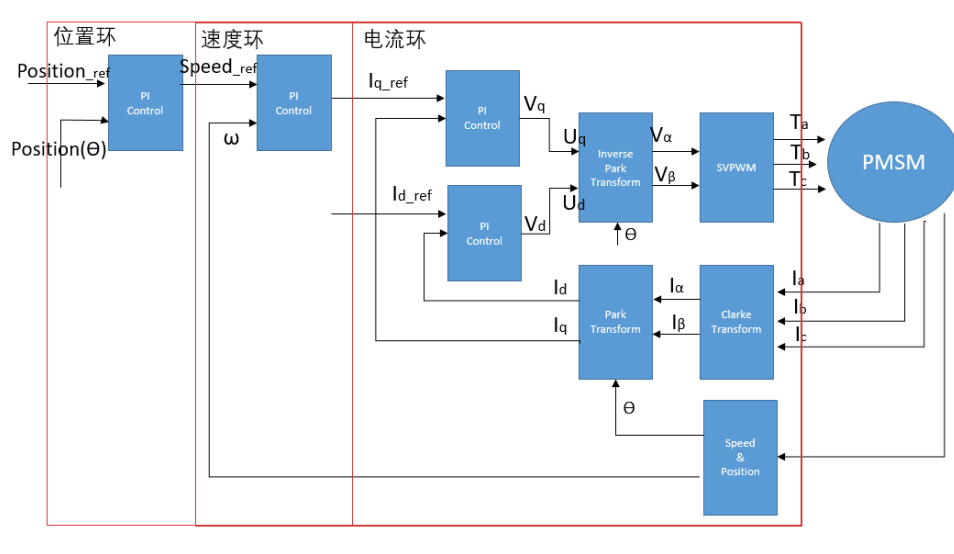 位置环
速度环
电流环
Position_ref
PI
Control
Position(Θ)
Speed_ref
PI
Control
ω
Iq_ref
PI
Control
Vq
Uq
Id_ref
PI
Control
Vd
Ud
Inverse
Park
Transform
Θ
Vα
Vβ
SVPWM
Ta
Tb
Tc
PMSM
Id
Iq
Park
Transform
Iα
Iβ
Clarke
Transform
Ia
Ib
Ic
Θ
Speed
&
Position